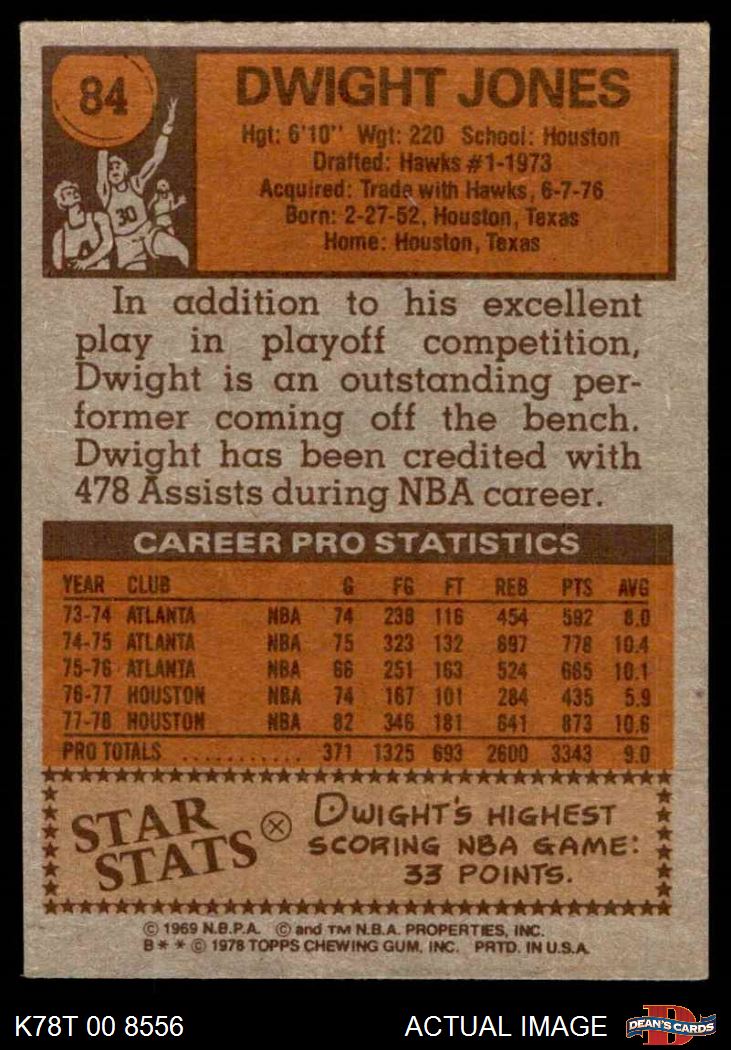 84
30
DWIGHT JONES
Hgt: 6'10" Wgt: 220 School: Houston
Drafted: Hawks #1-1973
Acquired: Trade with Hawks, 6-7-76
Born: 2-27-52, Houston, Texas
Home: Houston, Texas
In addition to his excellent
play in playoff competition,
Dwight is an outstanding per-
former coming off the bench.
Dwight has been credited with
478 Assists during NBA career.
CAREER PRO STATISTICS
YEAR CLUB G FG FT REB PTS AVG
73-74 ATLANTA NBA 74 238 116 454 592 8.0
74-75 ATLANTA NBA 75 323 132 697 778 10.4
75-76 ATLANTA NBA 66 251 163 524 665 10.1
76-77 HOUSTON NBA 74 167 101 284 435 5.9
77-78 HOUSTON NBA 82 346 181 641 873 10.6
PRO TOTALS ........... 371 1325 693 2600 3343 9.0
STAR
STATS
DWIGHT'S HIGHEST
SCORING NBA GAME:
33 POINTS.
© 1969 N.B.P.A. © and TM N.B.A. PROPERTIES, INC.
B * * © 1978 TOPPS CHEWING GUM, INC. PRTD. IN U.S.A.
K78T 00 8556 ACTUAL IMAGE
D
DEAN'S CARDS